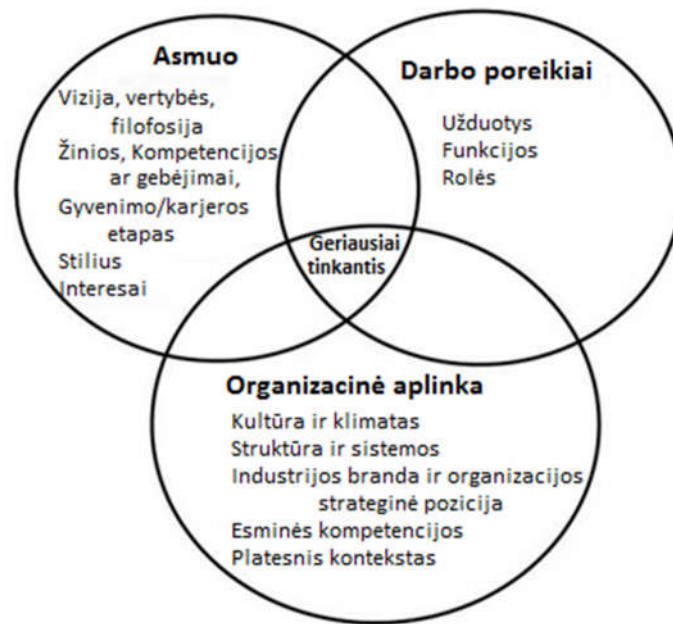 Asmuo
Vizija, vertybės,
filofosija
Žinios, Kompetencijos
ar gebėjimai,
Gyvenimo/karjeros
etapas
Stilius
Interesai
Darbo poreikiai
Užduotys
Funkcijos
Rolės
Geriausiai
tinkantis
Organizacinė aplinka
Kultūra ir klimatas
Struktūra ir sistemos
Industrijos branda ir organizacijos
strateginė pozicija
Esminės kompetencijos
Platesnis kontekstas